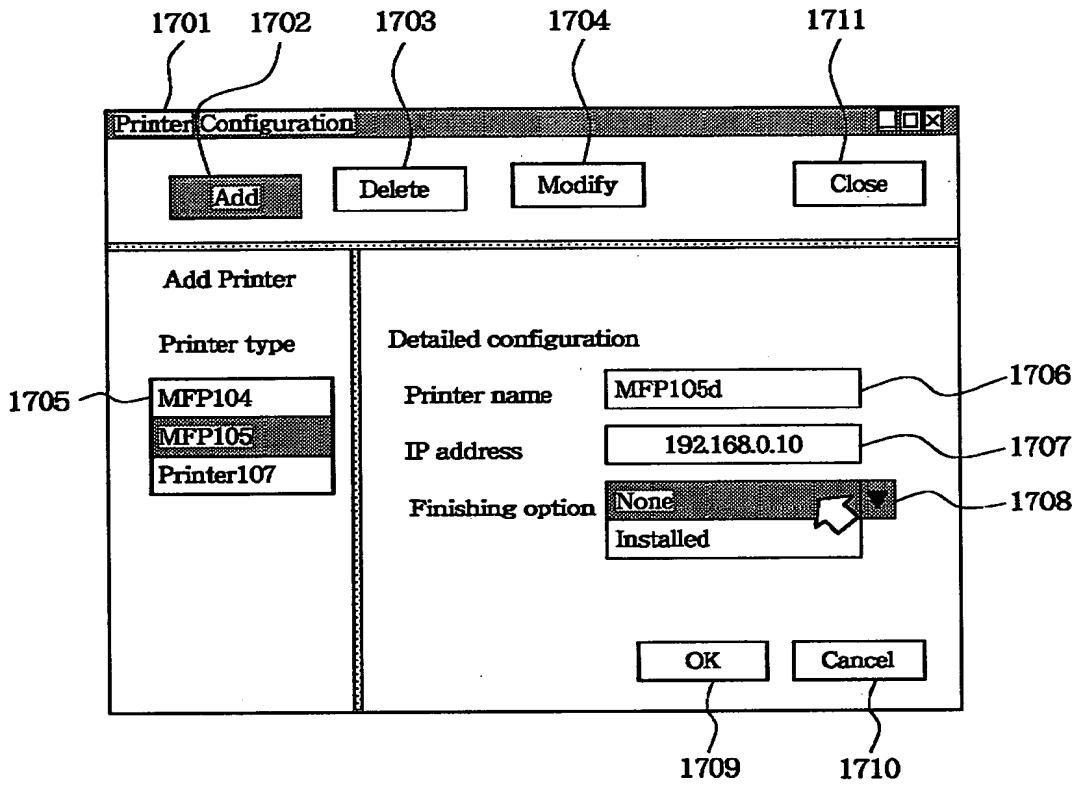 1701 1702 1703 1704 1711
Printer Configuration
Add Delete Modify Close
Add Printer
Printer type
1705
MFP104
MFP105
Printer107
Detailed configuration
Printer name MFP105d 1706
IP address 192.168.0.10 1707
Finishing option None 1708
Installed
OK Cancel
1709 1710